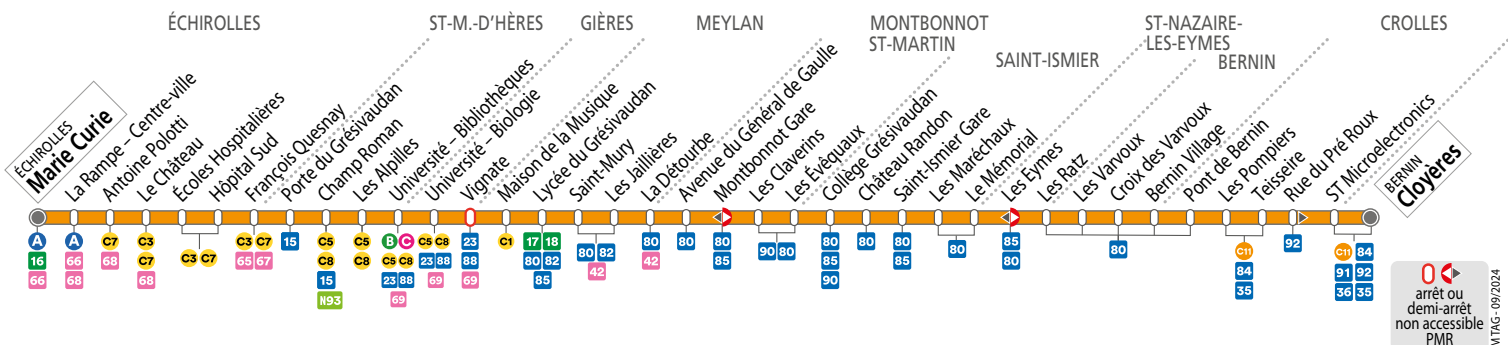 ÉCHIROLLES
ST-M.-D'HÈRES
GIÈRES
MEYLAN
MONTBONNOT
ST-MARTIN
SAINT-ISMIER
ST-NAZAIRE-
LES-EYMES
BERNIN
CROLLES
ÉCHIROLLES
Marie Curie
La Rampe – Centre-ville
Antoine Polotti
Le Château
Écoles Hospitalières
Hôpital Sud
François Quesnay
Porte du Grésivaudan
Champ Roman
Les Alpilles
Université – Bibliothèques
Université – Biologie
Vignate
Maison de la Musique
Lycée du Grésivaudan
Saint-Mury
Les Jaillières
La Détourbe
Avenue du Général de Gaulle
Montbonnot Gare
Les Claverins
Les Évéquaux
Collège Grésivaudan
Château Randon
Saint-Ismier Gare
Les Maréchaux
Le Mémorial
Les Eymes
Les Ratz
Les Varvoux
Croix des Varvoux
Bernin Village
Pont de Bernin
Les Pompiers
Teisseire
Rue du Pré Roux
ST Microelectronics
BERNIN
Cloyères
A
16
66
A
66
68
C7
68
C3
C7
68
C3 C7
C3 C7
65 67
15
C5
C8
15
N93
C5
C8
B C
C5 C8
23 88
69
C5 C8
23 88
69
23
88
69
C1
17 18
80 82
85
80 82
42
80
42
80
80
85
90 80
80
85
90
80
80
85
80
85
80
80
C11
84
35
92
C11 84
91 92
36 35
arrêt ou
demi-arrêt
non accessible
PMR
M TAG - 09/2024